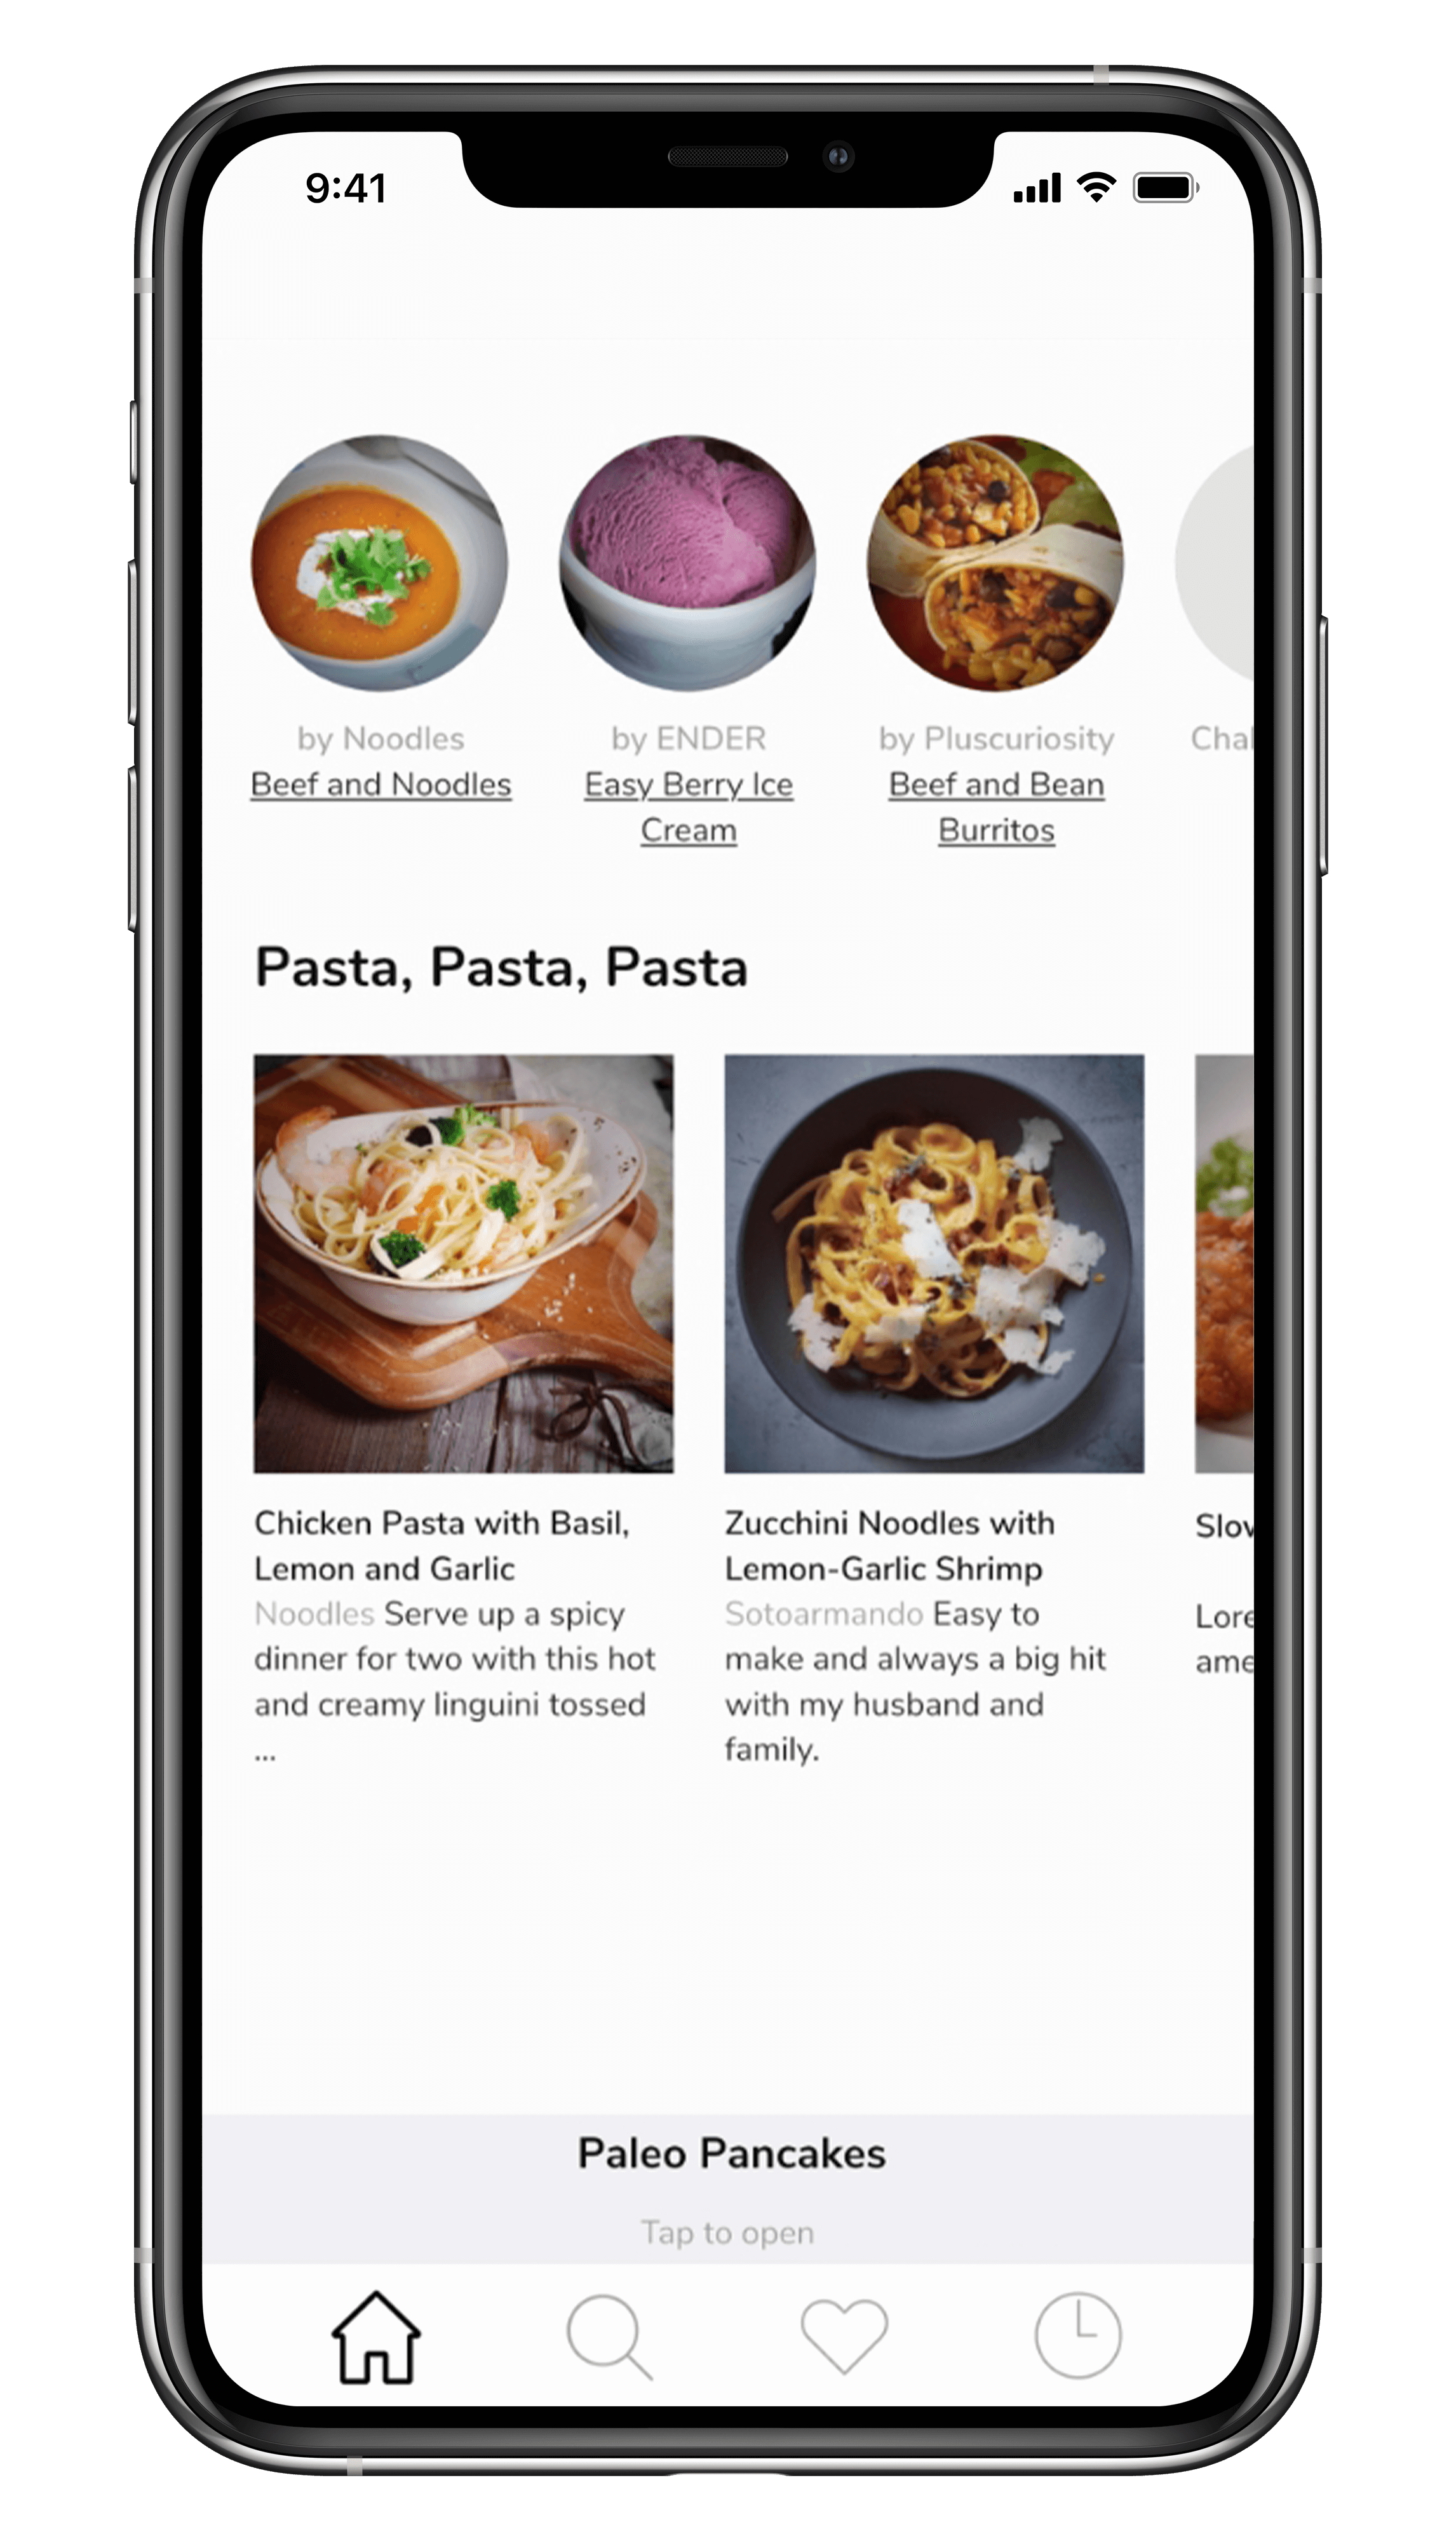 9:41
by Noodles
Beef and Noodles
by ENDER
Easy Berry Ice
Cream
by Pluscuriosity
Beef and Bean
Burritos
Chal
Pasta, Pasta, Pasta
Chicken Pasta with Basil,
Lemon and Garlic
Noodles Serve up a spicy
dinner for two with this hot
and creamy linguini tossed
...
Zucchini Noodles with
Lemon-Garlic Shrimp
Sotoarmando Easy to
make and always a big hit
with my husband and
family.
Slow
Lore
ame
Paleo Pancakes
Tap to open